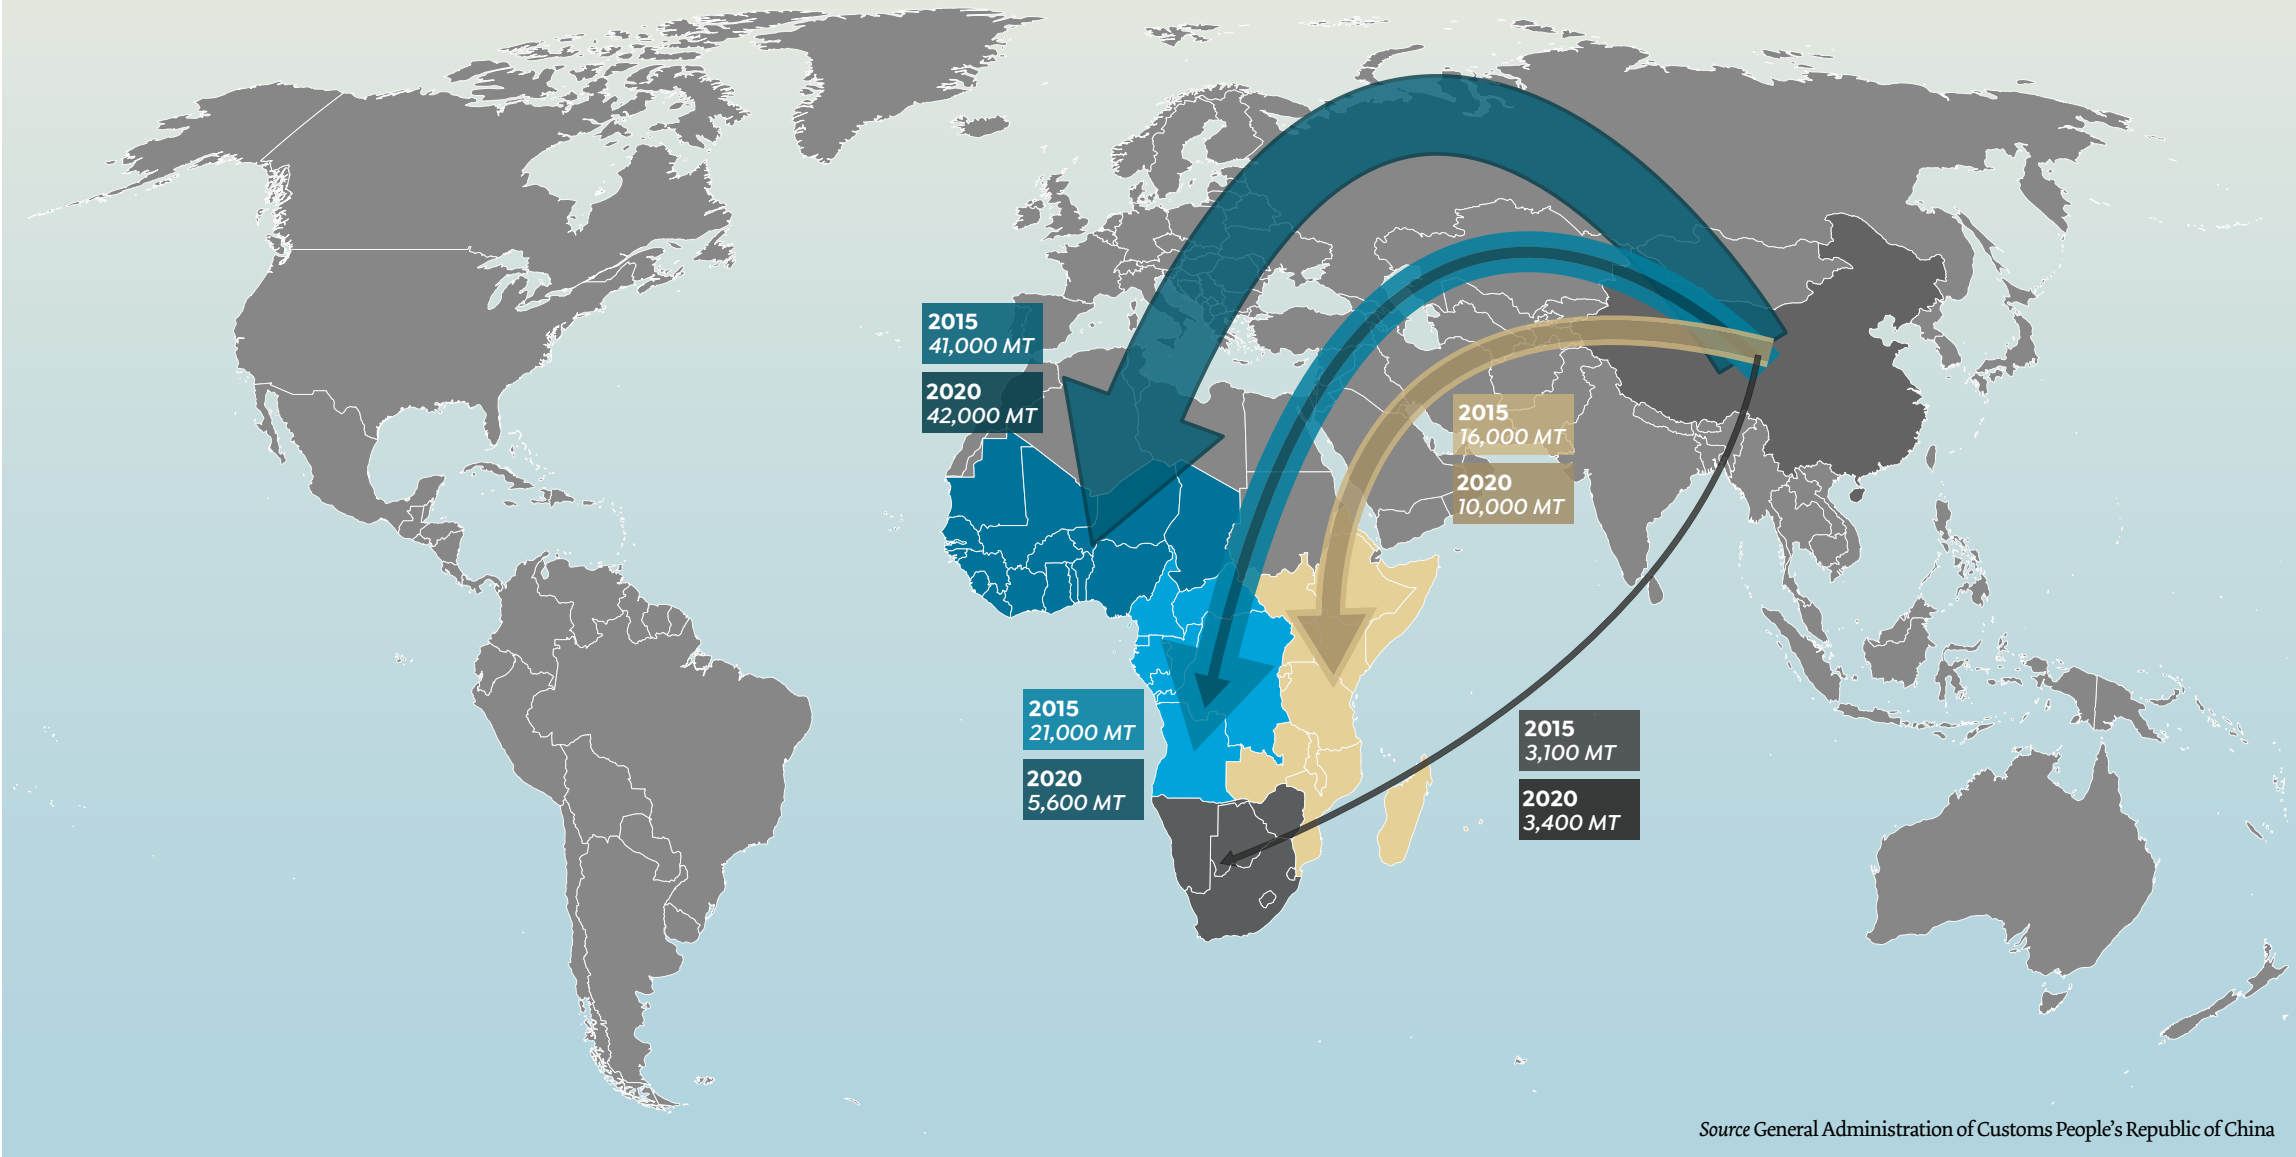 2015
41,000 MT
2020
42,000 MT
2015
16,000 MT
2020
10,000 MT
2015
21,000 MT
2020
5,600 MT
2015
3,100 MT
2020
3,400 MT
Source General Administration of Customs People’s Republic of China